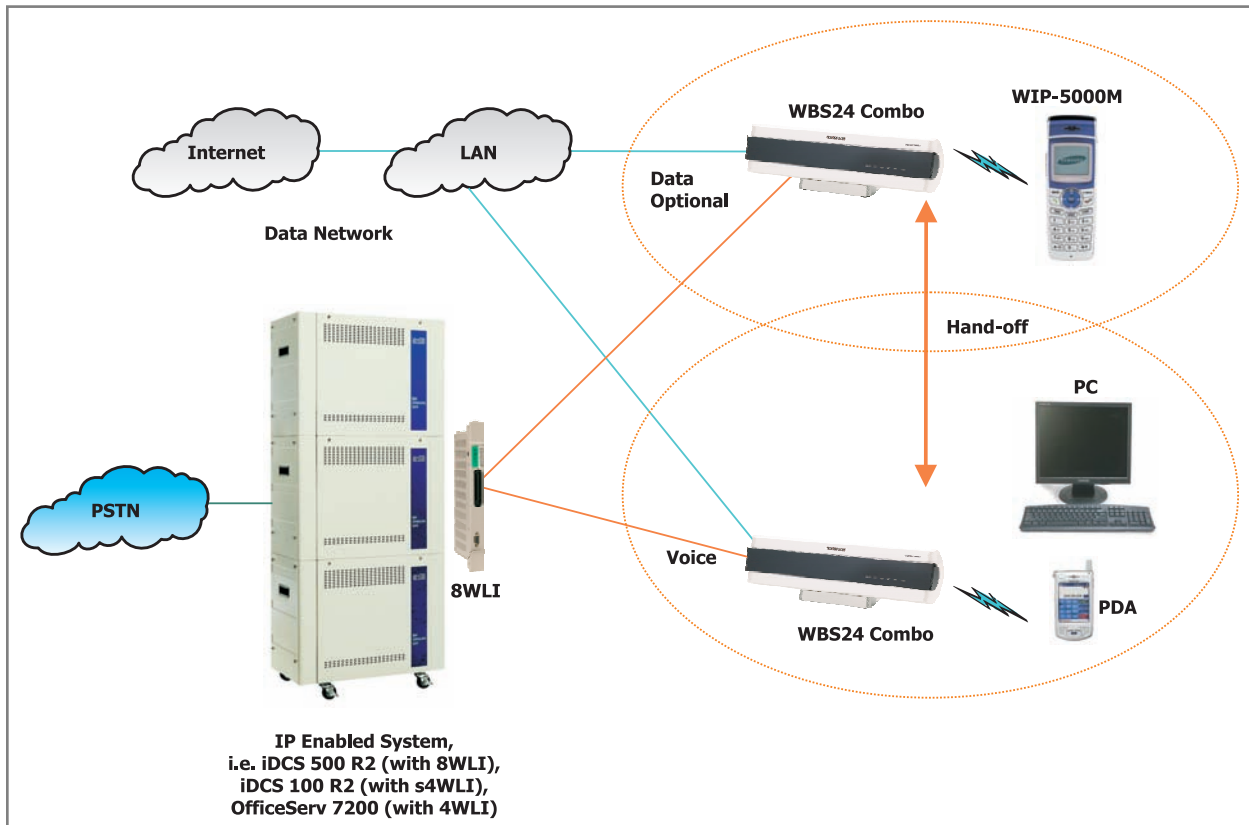 WBS24 Combo
WIP-5000M
Internet
LAN
Data
Optional
Data Network
Hand-off
PC
PSTN
Voice
8WLI
PDA
WBS24 Combo
IP Enabled System,
i.e. iDCS 500 R2 (with 8WLI),
iDCS 100 R2 (with s4WLI),
OfficeServ 7200 (with 4WLI)